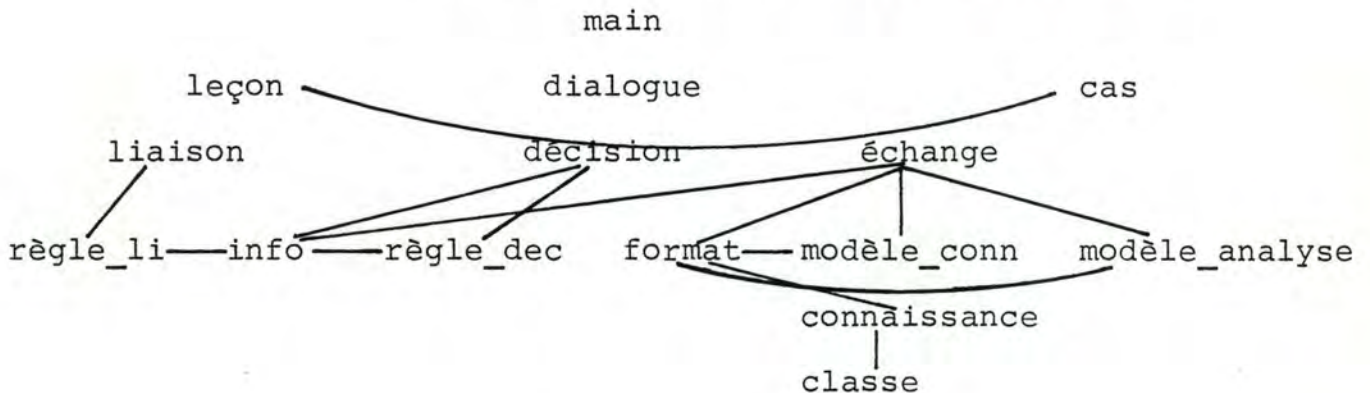 main
leçon dialogue cas
liaison décision échange
règle_li info règle_dec format modèle_conn modèle_analyse
connaissance
classe